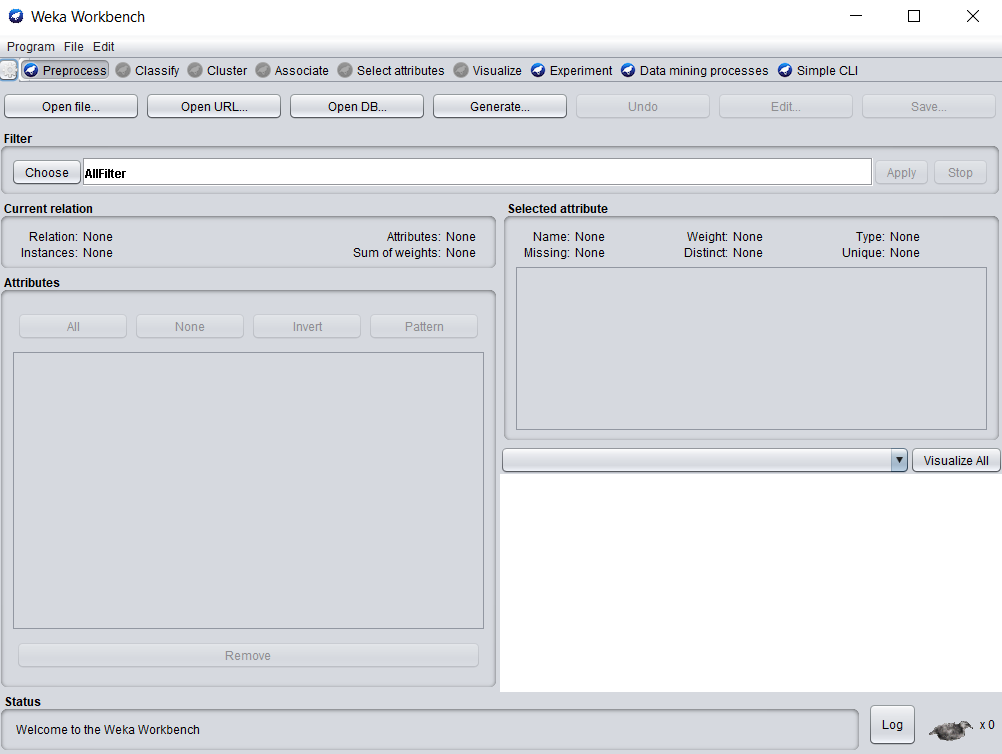 Weka Workbench
Program File Edit
Preprocess Classify Cluster Associate Select attributes Visualize Experiment Data mining processes Simple CLI
Open file... Open URL... Open DB... Generate... Undo Edit... Save...
Filter
Choose AllFilter Apply Stop
Current relation
Relation: None Attributes: None
Instances: None Sum of weights: None
Selected attribute
Name: None Weight: None Type: None
Missing: None Distinct: None Unique: None
Attributes
All None Invert Pattern
Visualize All
Remove
Status
Welcome to the Weka Workbench
Log x 0